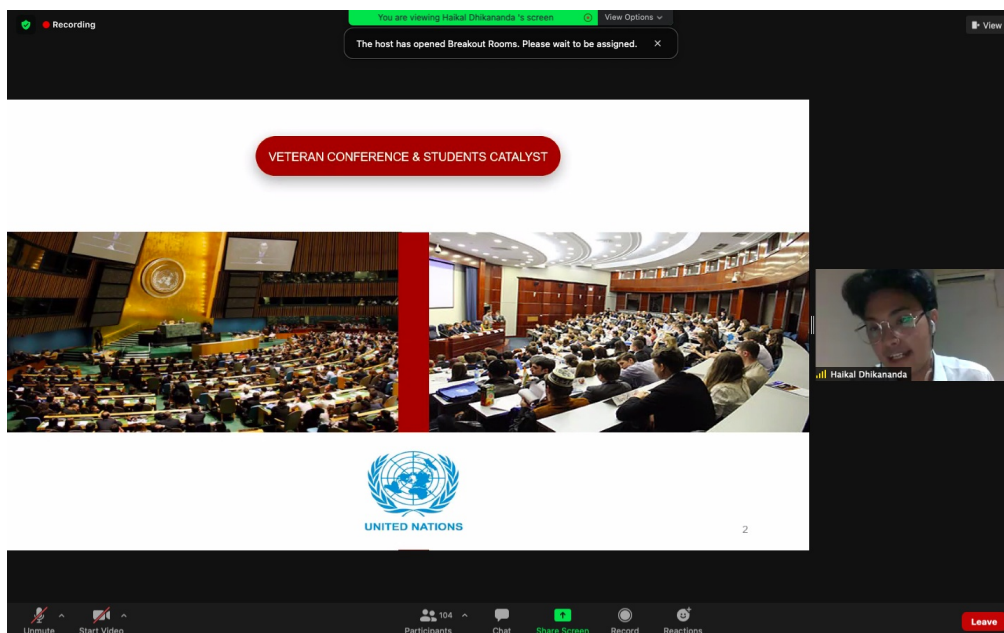 Recording
You are viewing Haikal Dhikananda 's screen
View Options
View
The host has opened Breakout Rooms. Please wait to be assigned.
VETERAN CONFERENCE & STUDENTS CATALYST
Haikal Dhikananda
UNITED NATIONS
2
Unmute
Start Video
104
Participants
Chat
Share Screen
Record
Reactions
Leave